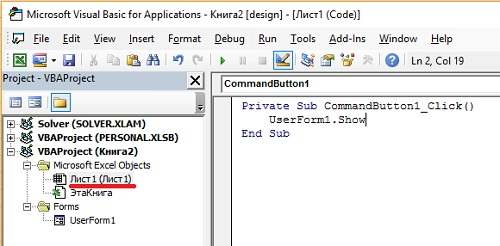 Microsoft Visual Basic for Applications - Книга2 [design] - [Лист1 (Code)]
File Edit View Insert Format Debug Run Tools Add-Ins Window Help
Ln 2, Col 19
Project - VBAProject
Solver (SOLVER.XLAM)
VBAProject (PERSONAL.XLSB)
VBAProject (Книга2)
Microsoft Excel Objects
Лист1 (Лист1)
ЭтаКнига
Forms
UserForm1
CommandButton1
Private Sub CommandButton1_Click()
UserForm1.Show
End Sub